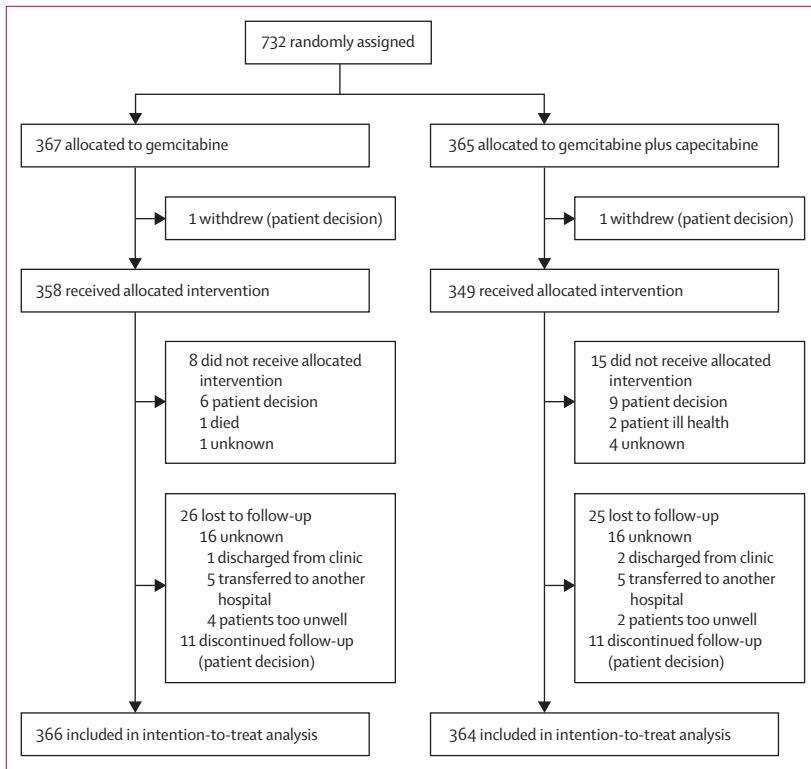 732 randomly assigned
367 allocated to gemcitabine
365 allocated to gemcitabine plus capecitabine
1 withdrew (patient decision)
1 withdrew (patient decision)
358 received allocated intervention
349 received allocated intervention
8 did not receive allocated
intervention
6 patient decision
1 died
1 unknown
15 did not receive allocated
intervention
9 patient decision
2 patient ill health
4 unknown
26 lost to follow-up
16 unknown
1 discharged from clinic
5 transferred to another
hospital
4 patients too unwell
11 discontinued follow-up
(patient decision)
25 lost to follow-up
16 unknown
2 discharged from clinic
5 transferred to another
hospital
2 patients too unwell
11 discontinued follow-up
(patient decision)
366 included in intention-to-treat analysis
364 included in intention-to-treat analysis